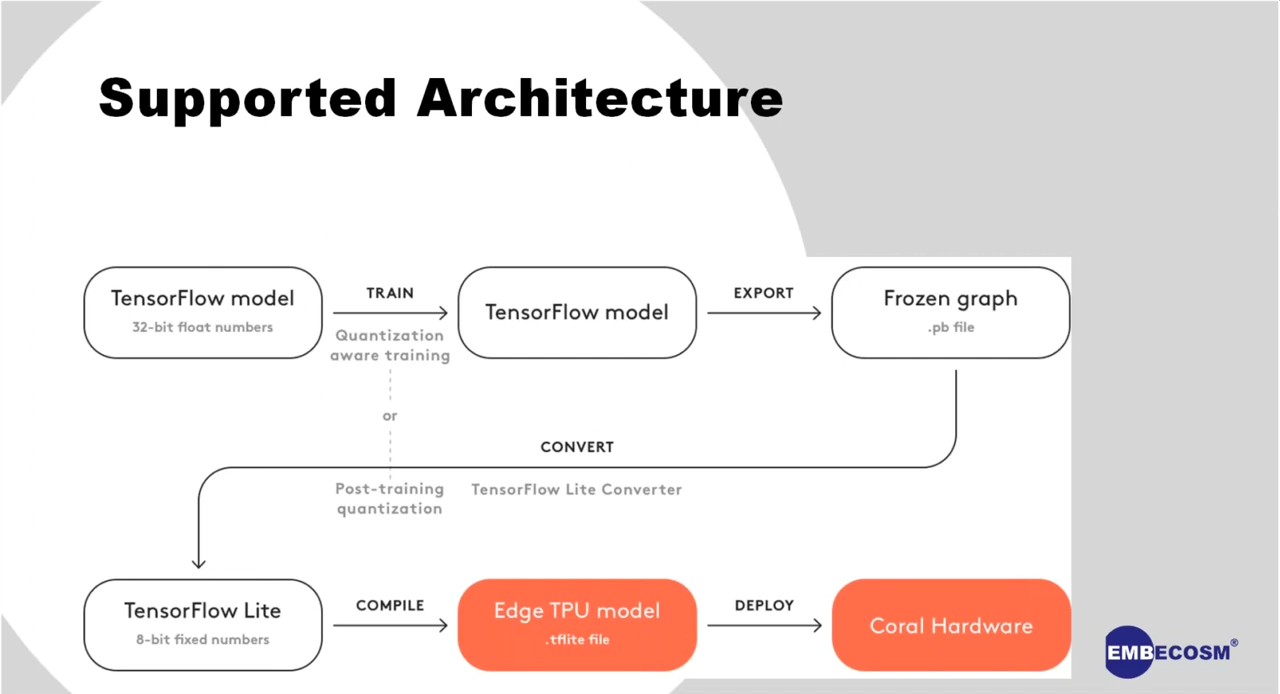 Supported Architecture
TensorFlow model
32-bit float numbers
TRAIN
Quantization
aware training
TensorFlow model
EXPORT
Frozen graph
.pb file
or
CONVERT
Post-training
quantization
TensorFlow Lite Converter
TensorFlow Lite
8-bit fixed numbers
COMPILE
Edge TPU model
.tflite file
DEPLOY
Coral Hardware
EMBECOSM®